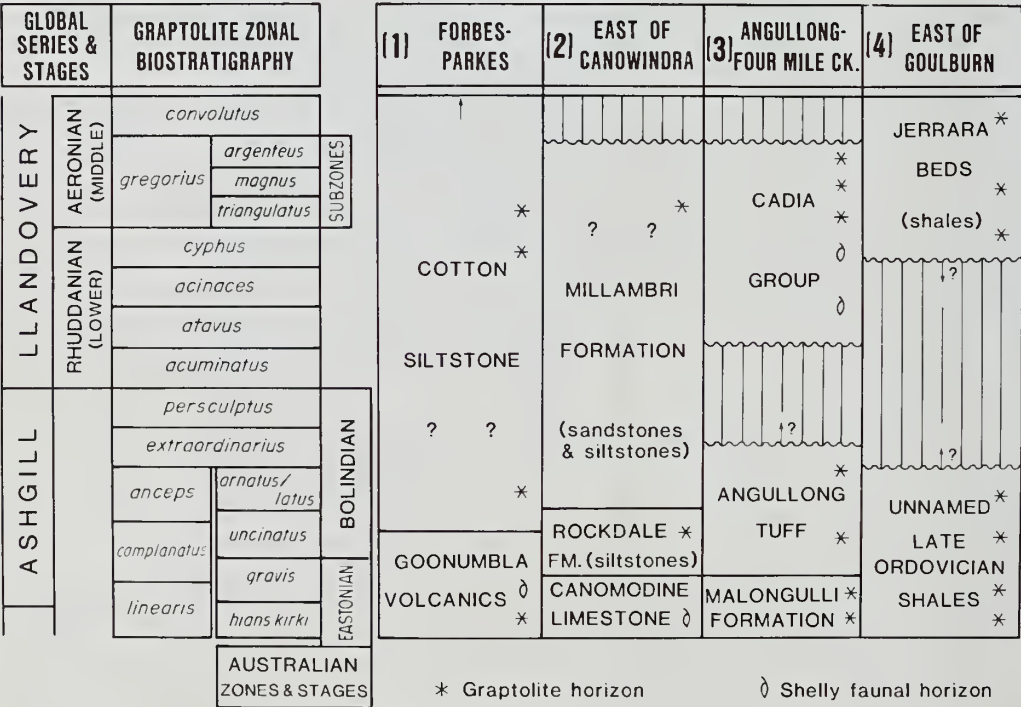 GLOBAL
SERIES &
STAGES
GRAPTOLITE ZONAL
BIOSTRATIGRAPHY
(1) FORBES-
PARKES
(2) EAST OF
CANOWINDRA
(3) ANGULLONG-
FOUR MILE CK.
(4) EAST OF
GOULBURN
LLANDOVERY
AERONIAN
(MIDDLE)
RHUDDANIAN
(LOWER)
ASHGILL
convolutus
gregorius
argenteus
magnus
triangulatus
SUBZONES
cyphus
acinaces
atavus
acuminatus
persculptus
extraordinarius
anceps
ornatus/
latus
complanatus
uncinatus
linearis
gravis
hians kirki
BOLINDIAN
EASTONIAN
AUSTRALIAN
ZONES & STAGES
COTTON
SILTSTONE
? ?
GOONUMBLA
VOLCANICS
? ?
MILLAMBRI
FORMATION
(sandstones
& siltstones)
ROCKDALE
FM. (siltstones)
CANOMODINE
LIMESTONE
CADIA
GROUP
?
ANGULLONG
TUFF
MALONGULLI
FORMATION
JERRARA
BEDS
(shales)
?
?
UNNAMED
LATE
ORDOVICIAN
SHALES
* Graptolite horizon
Shelly faunal horizon